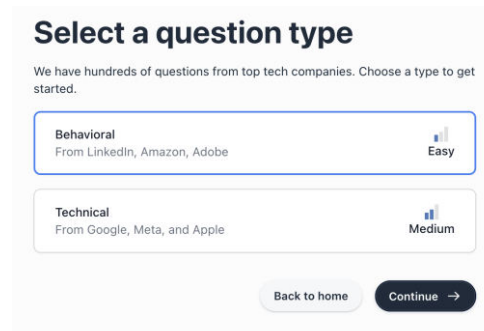 Select a question type
We have hundreds of questions from top tech companies. Choose a type to get
started.
Behavioral
From LinkedIn, Amazon, Adobe
Easy
Technical
From Google, Meta, and Apple
Medium
Back to home
Continue →